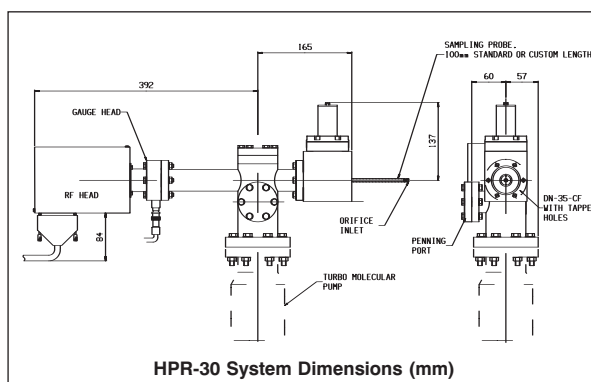 165
SAMPLING PROBE.
100mm STANDARD OR CUSTOM LENGTH
392
60
57
GAUGE HEAD
137
RF HEAD
DN-35-CF
WITH TAPPE
HOLES
ORIFICE
INLET
84
PENNING
PORT
TURBO MOLECULAR
PUMP
HPR-30 System Dimensions (mm)